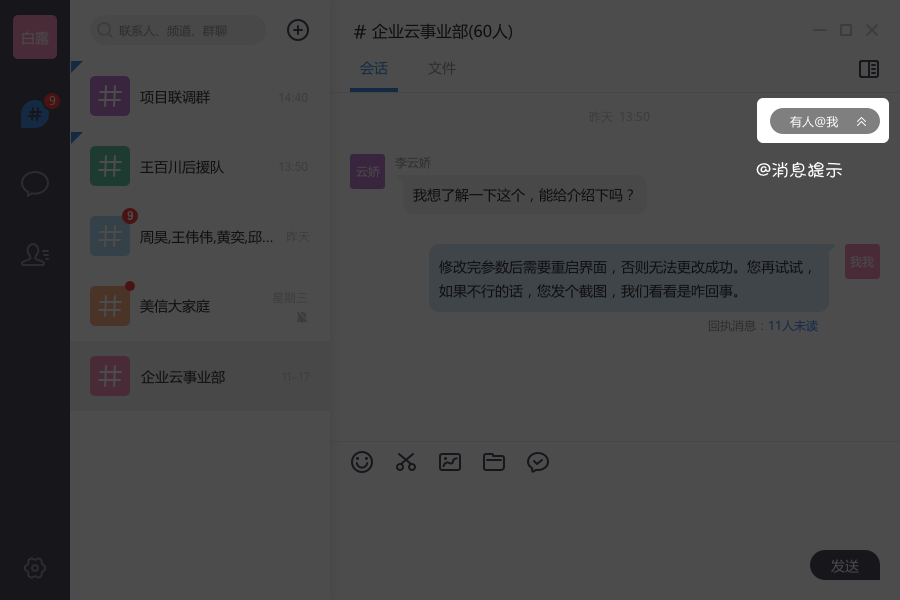 白露
9
联系人、频道、群聊
项目联调群 14:40
王百川后援队 13:50
9
周昊,王伟伟,黄奕,邱... 昨天
美信大家庭 星期三
企业云事业部 11-17
# 企业云事业部(60人)
会话 文件
昨天 13:50
有人@我
@消息提示
云娇
李云娇
我想了解一下这个，能给介绍下吗？
修改完参数后需要重启界面，否则无法更改成功。您再试试，
如果不行的话，您发个截图，我们看看是咋回事。
我我
回执消息：11人未读
发送